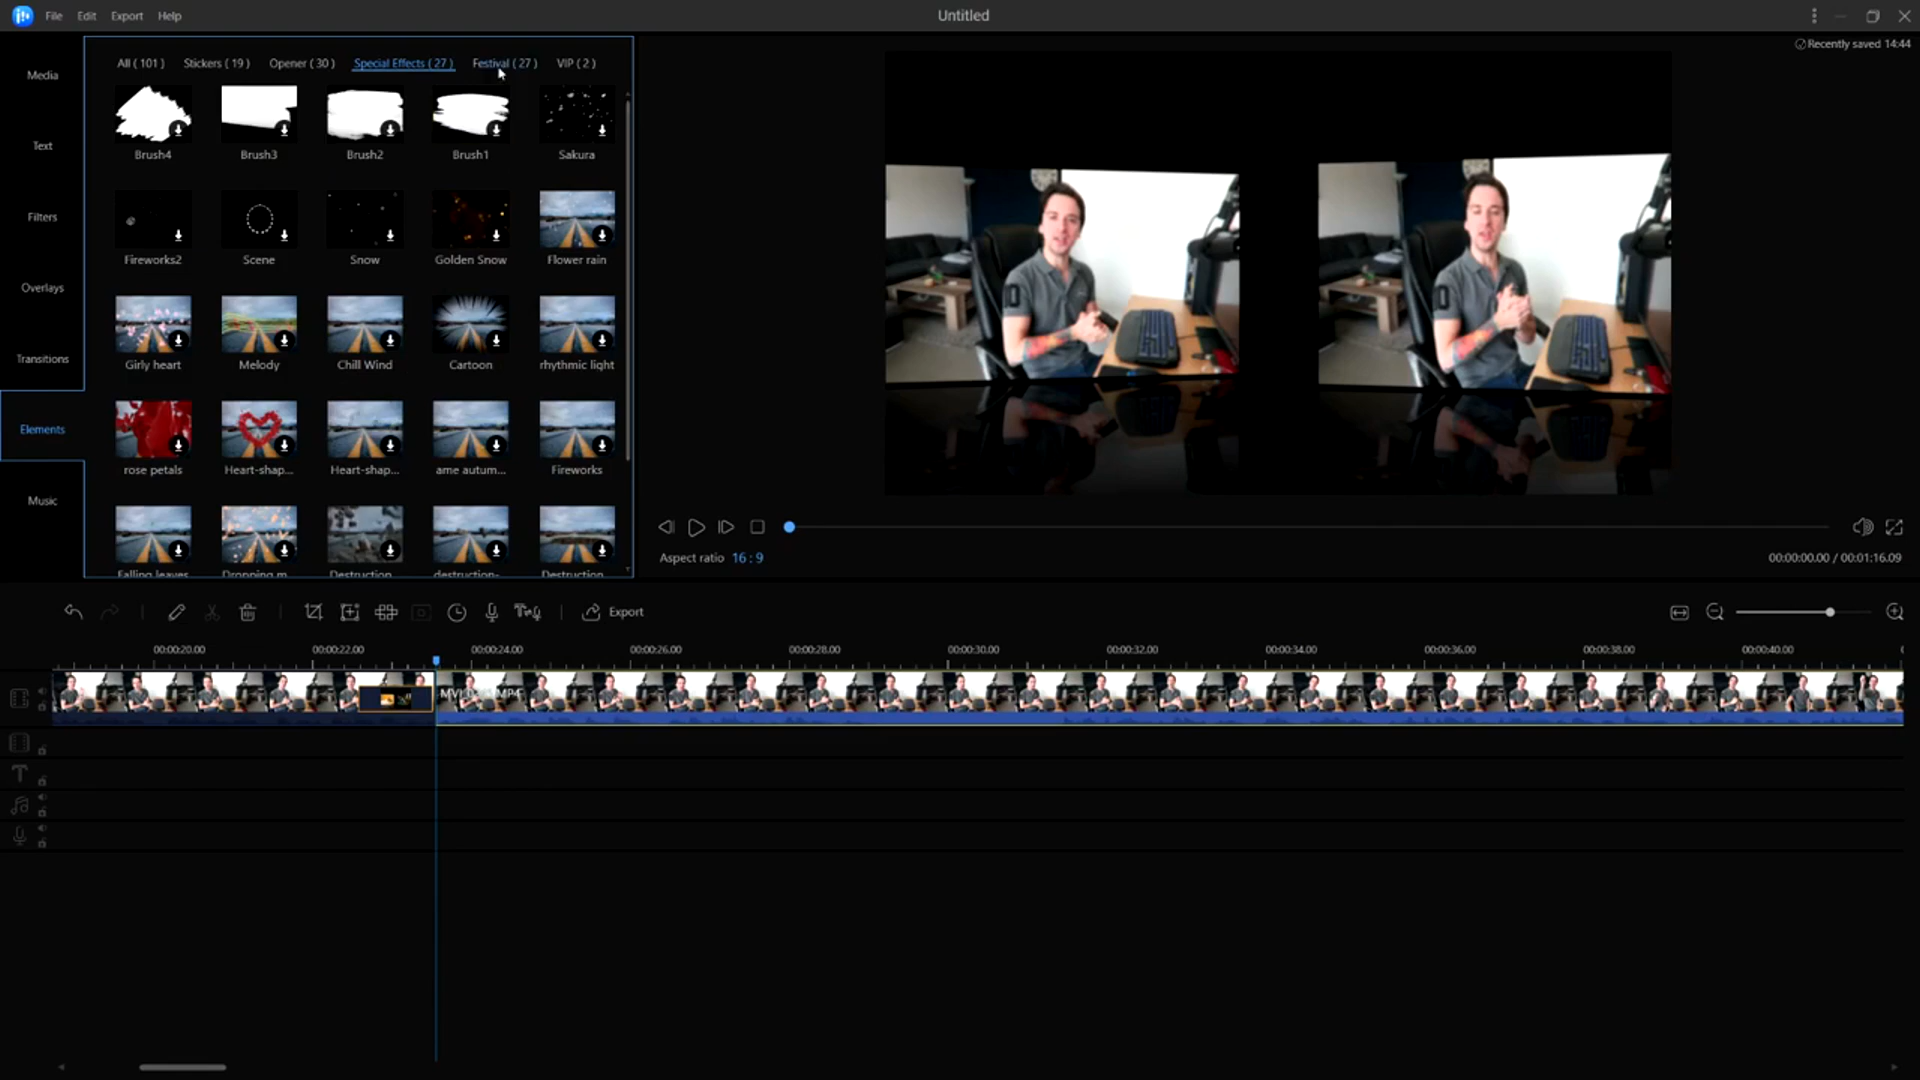 File Edit Export Help
Untitled
Recently saved 14:44
Media
Text
Filters
Overlays
Transitions
Elements
Music
All ( 101 ) Stickers ( 19 ) Opener ( 30 ) Special Effects ( 27 ) Festival ( 27 ) VIP ( 2 )
Brush4 Brush3 Brush2 Brush1 Sakura
Fireworks2 Scene Snow Golden Snow Flower rain
Girly heart Melody Chill Wind Cartoon rhythmic light
rose petals Heart-shap... Heart-shap... ame autum... Fireworks
Falling leaves Dropping m... Destruction destruction- Destruction
Aspect ratio 16 : 9
00:00:00.00 / 00:01:16.09
Export
00:00:20.00 00:00:22.00 00:00:24.00 00:00:26.00 00:00:28.00 00:00:30.00 00:00:32.00 00:00:34.00 00:00:36.00 00:00:38.00 00:00:40.00